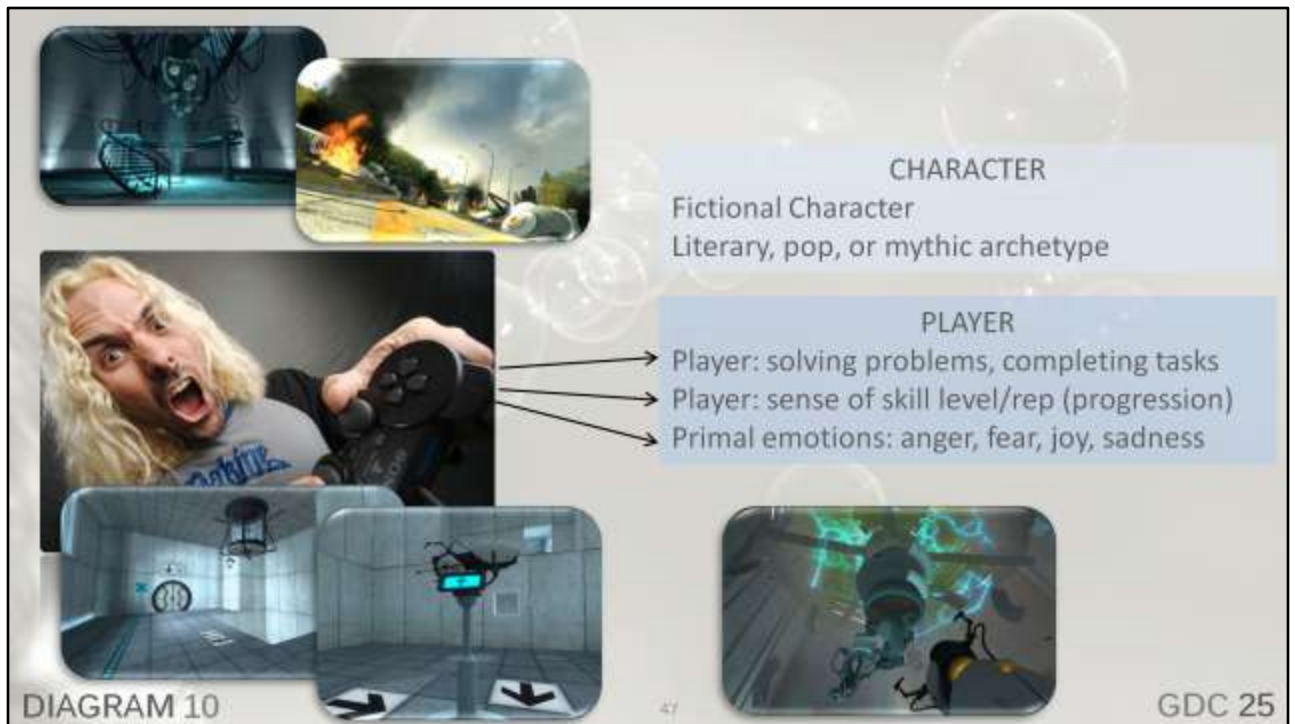 CHARACTER
Fictional Character
Literary, pop, or mythic archetype
PLAYER
Player: solving problems, completing tasks
Player: sense of skill level/rep (progression)
Primal emotions: anger, fear, joy, sadness
DIAGRAM 10
47
GDC 25